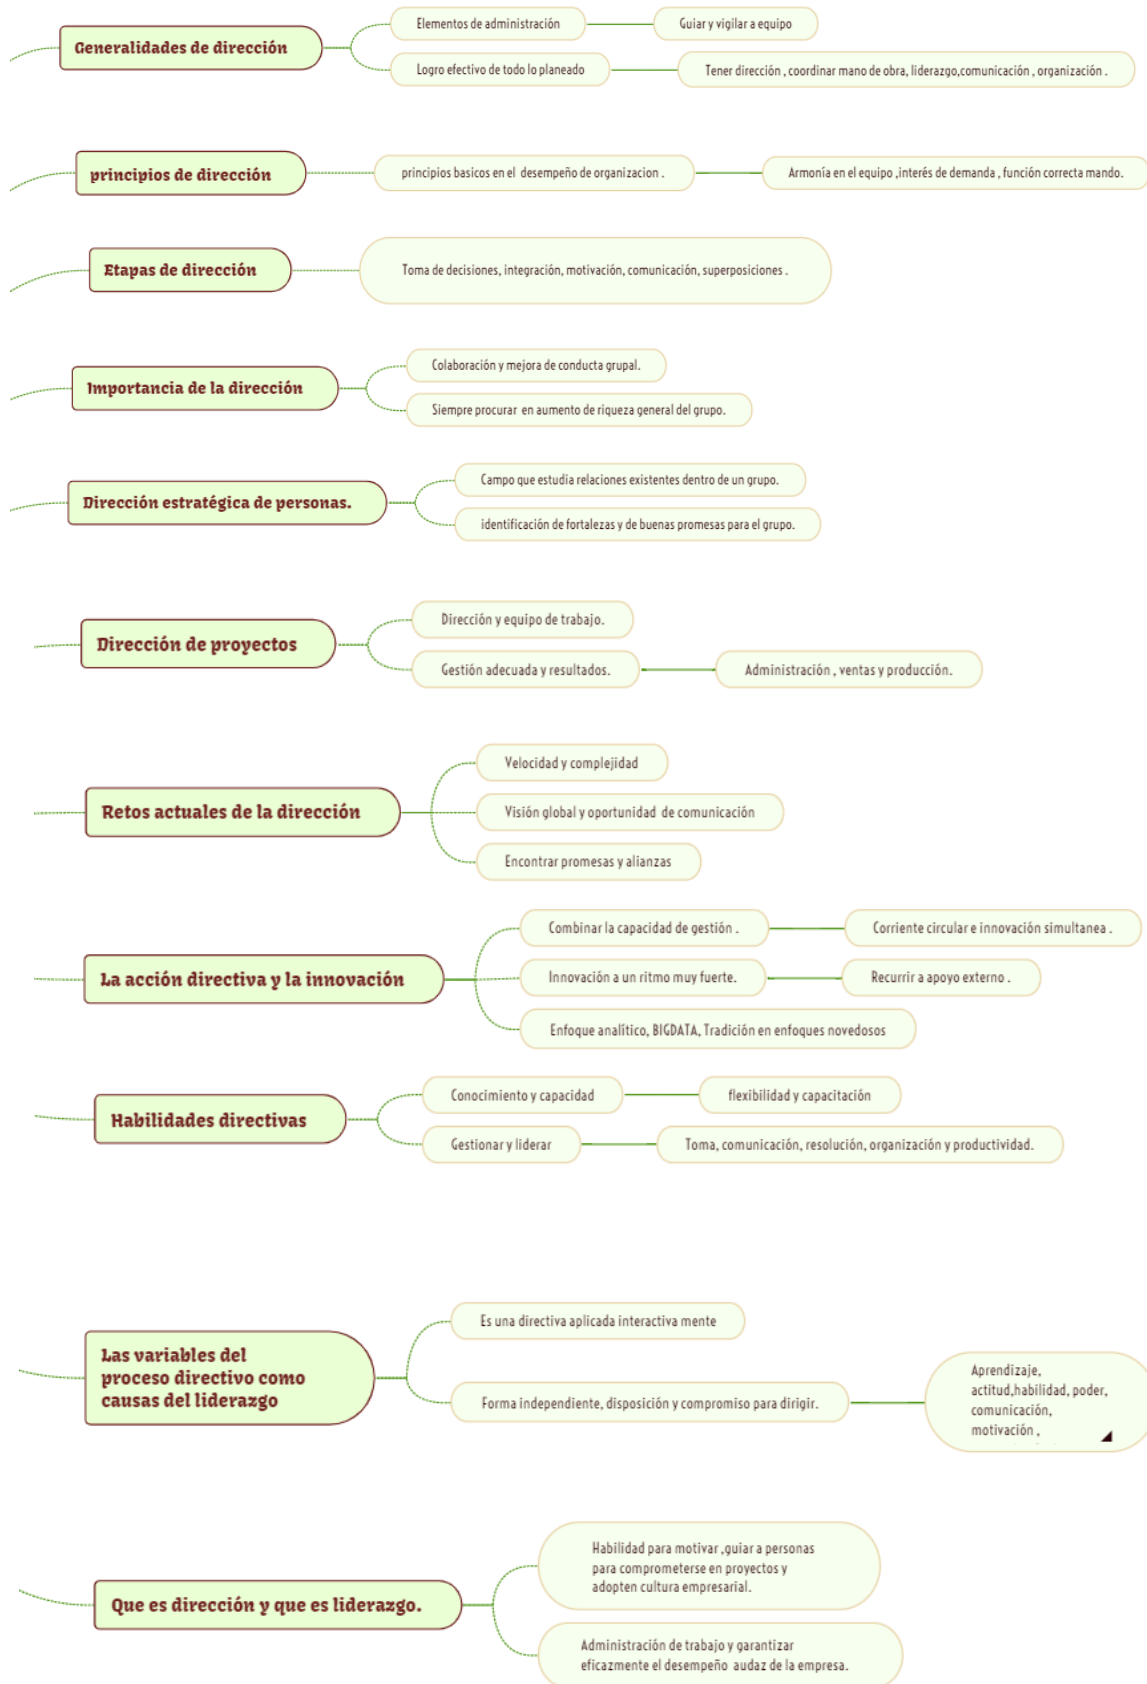 Generalidades de dirección
Elementos de administración
Guiar y vigilar a equipo
Logro efectivo de todo lo planeado
Tener dirección , coordinar mano de obra, liderazgo,comunicación , organización .
principios de dirección
principios basicos en el desempeño de organizacion .
Armonía en el equipo ,interés de demanda , función correcta mando.
Etapas de dirección
Toma de decisiones, integración, motivación, comunicación, superposiciones .
Importancia de la dirección
Colaboración y mejora de conducta grupal.
Siempre procurar en aumento de riqueza general del grupo.
Dirección estratégica de personas.
Campo que estudia relaciones existentes dentro de un grupo.
identificación de fortalezas y de buenas promesas para el grupo.
Dirección de proyectos
Dirección y equipo de trabajo.
Gestión adecuada y resultados.
Administración , ventas y producción.
Retos actuales de la dirección
Velocidad y complejidad
Visión global y oportunidad de comunicación
Encontrar promesas y alianzas
La acción directiva y la innovación
Combinar la capacidad de gestión .
Corriente circular e innovación simultanea .
Innovación a un ritmo muy fuerte.
Recurrir a apoyo externo .
Enfoque analítico, BIGDATA, Tradición en enfoques novedosos
Habilidades directivas
Conocimiento y capacidad
flexibilidad y capacitación
Gestionar y liderar
Toma, comunicación, resolución, organización y productividad.
Las variables del
proceso directivo como
causas del liderazgo
Es una directiva aplicada interactiva mente
Forma independiente, disposición y compromiso para dirigir.
Aprendizaje,
actitud,habilidad, poder,
comunicación,
motivación ,
Que es dirección y que es liderazgo.
Habilidad para motivar ,guiar a personas
para comprometerse en proyectos y
adopten cultura empresarial.
Administración de trabajo y garantizar
eficazmente el desempeño audaz de la empresa.